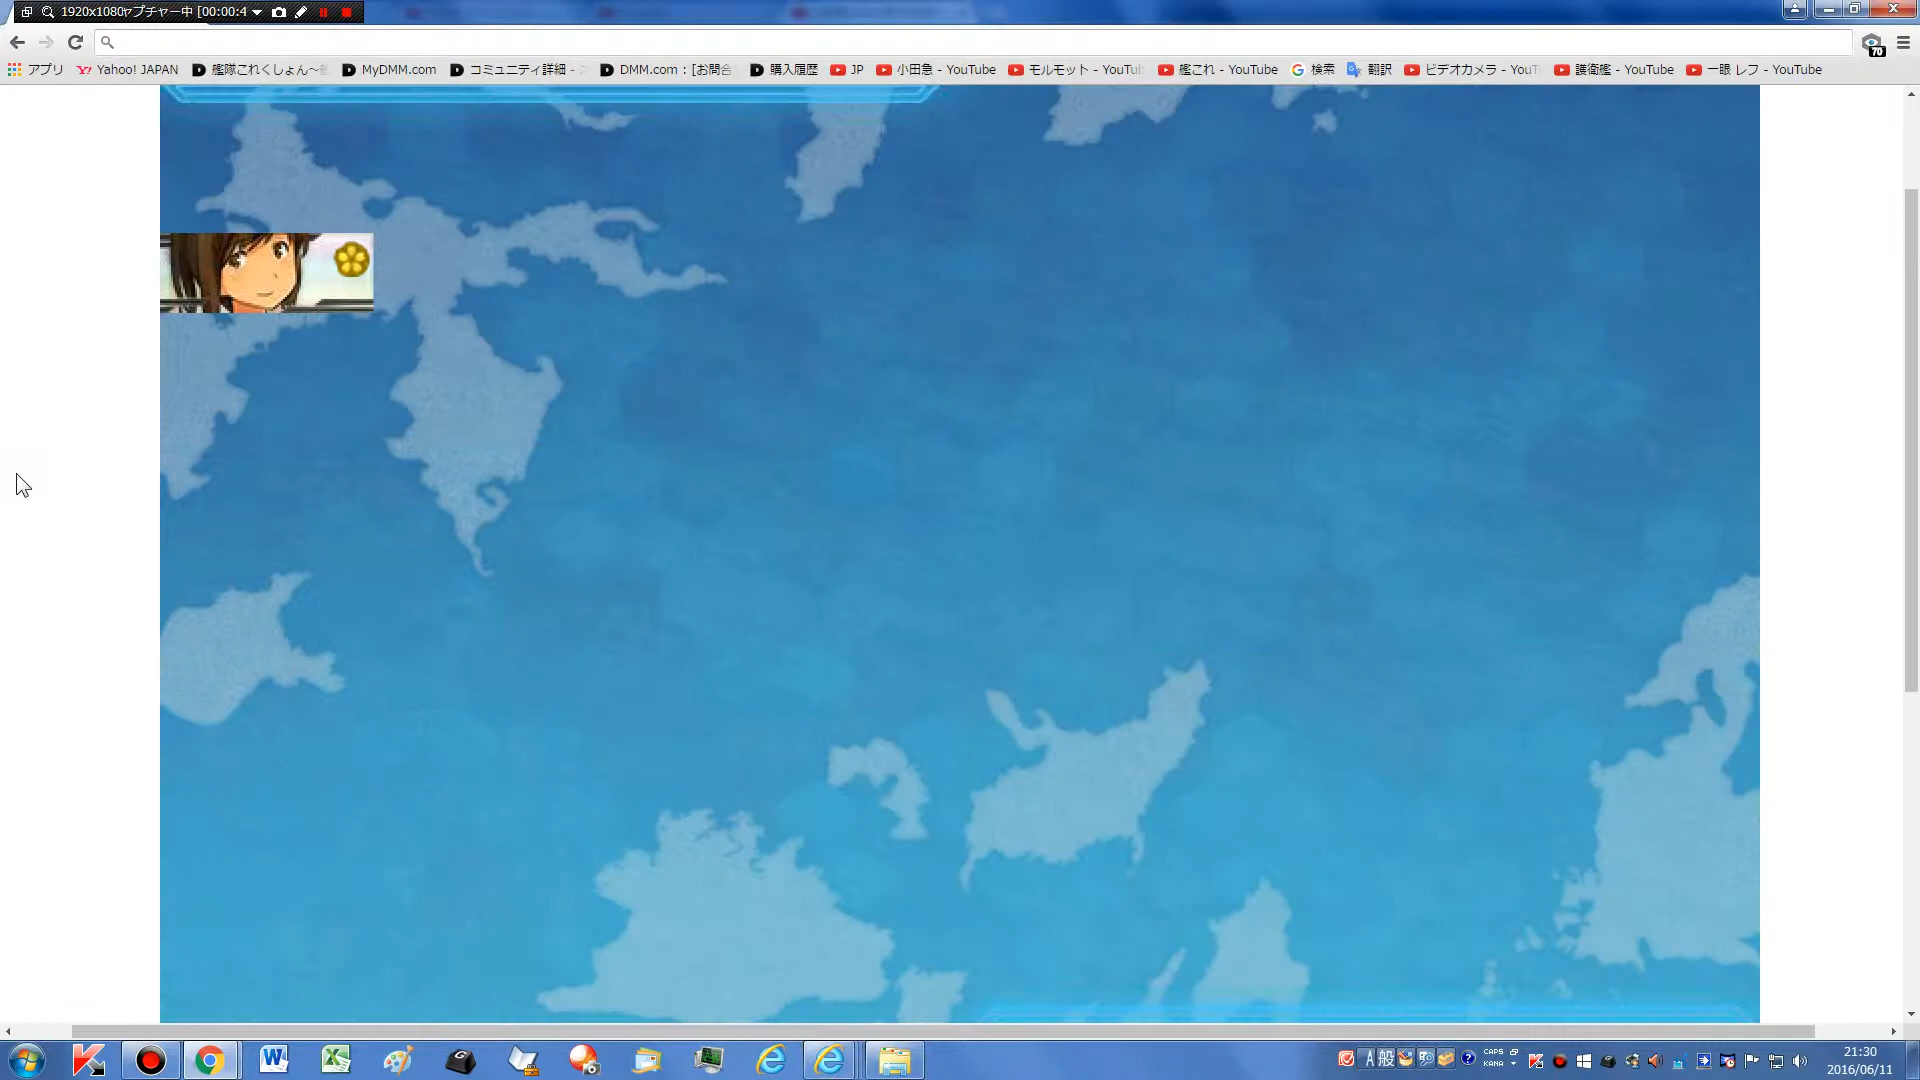 1920x1080ャプチャー中 [00:00:4
アプリ Yahoo! JAPAN 艦隊これくしょん～ MyDMM.com コミュニティ詳細 - DMM.com：[お問合 購入履歴 JP 小田急 - YouTube モルモット - YouTu 艦これ - YouTube 検索 翻訳 ビデオカメラ - YouT 護衛艦 - YouTube 一眼 レフ - YouTube
70
A 般 CAPS KANA
21:30
2016/06/11